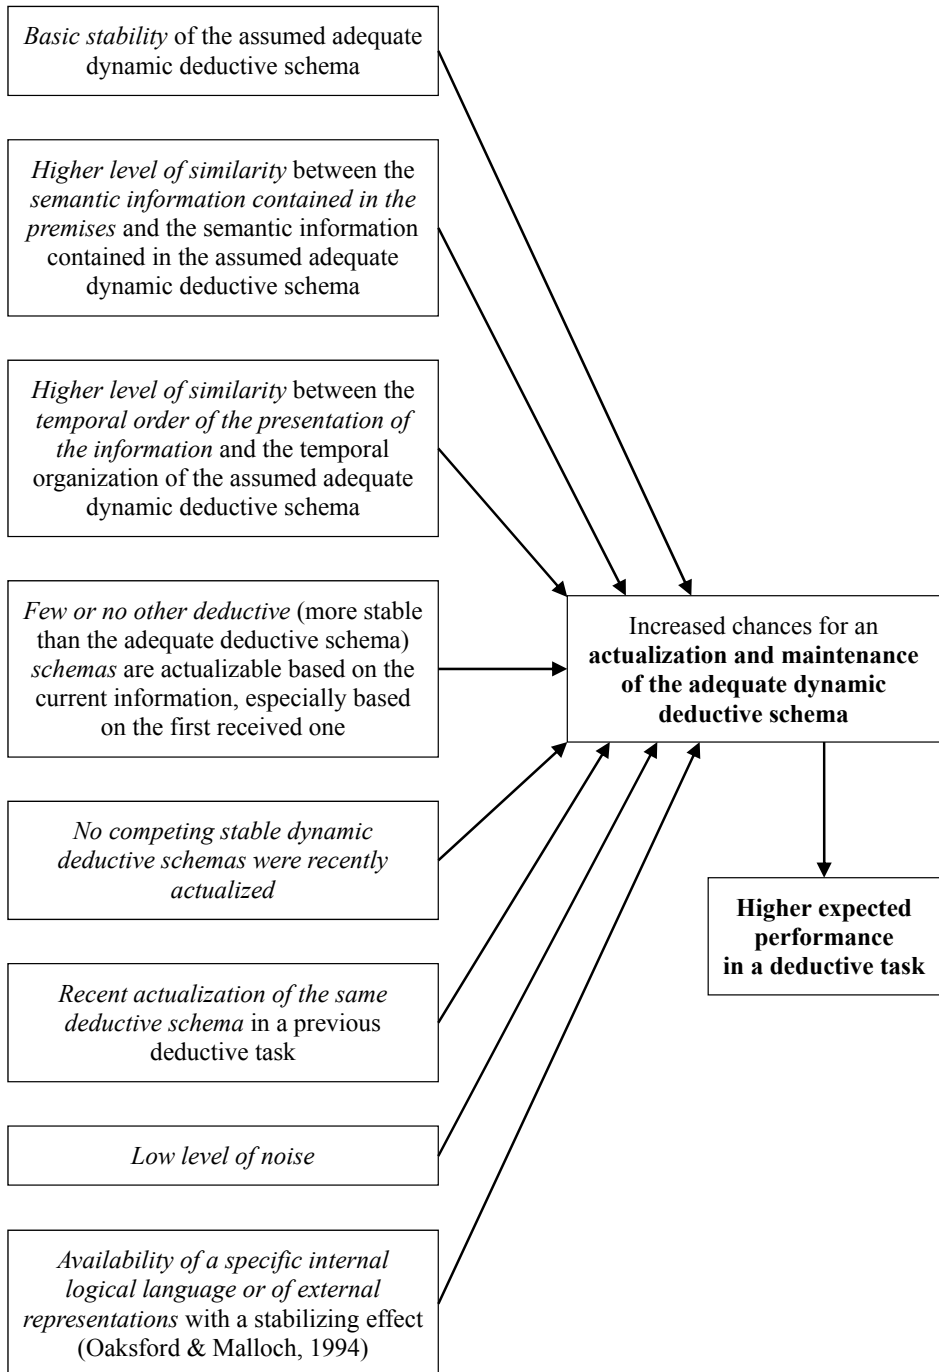 Basic stability of the assumed adequate
dynamic deductive schema
Higher level of similarity between the
semantic information contained in the
premises and the semantic information
contained in the assumed adequate
dynamic deductive schema
Higher level of similarity between the
temporal order of the presentation of
the information and the temporal
organization of the assumed adequate
dynamic deductive schema
Few or no other deductive (more stable
than the adequate deductive schema)
schemas are actualizable based on the
current information, especially based
on the first received one
No competing stable dynamic
deductive schemas were recently
actualized
Recent actualization of the same
deductive schema in a previous
deductive task
Low level of noise
Availability of a specific internal
logical language or of external
representations with a stabilizing effect
(Oaksford & Malloch, 1994)
Increased chances for an
actualization and maintenance
of the adequate dynamic
deductive schema
Higher expected
performance
in a deductive task